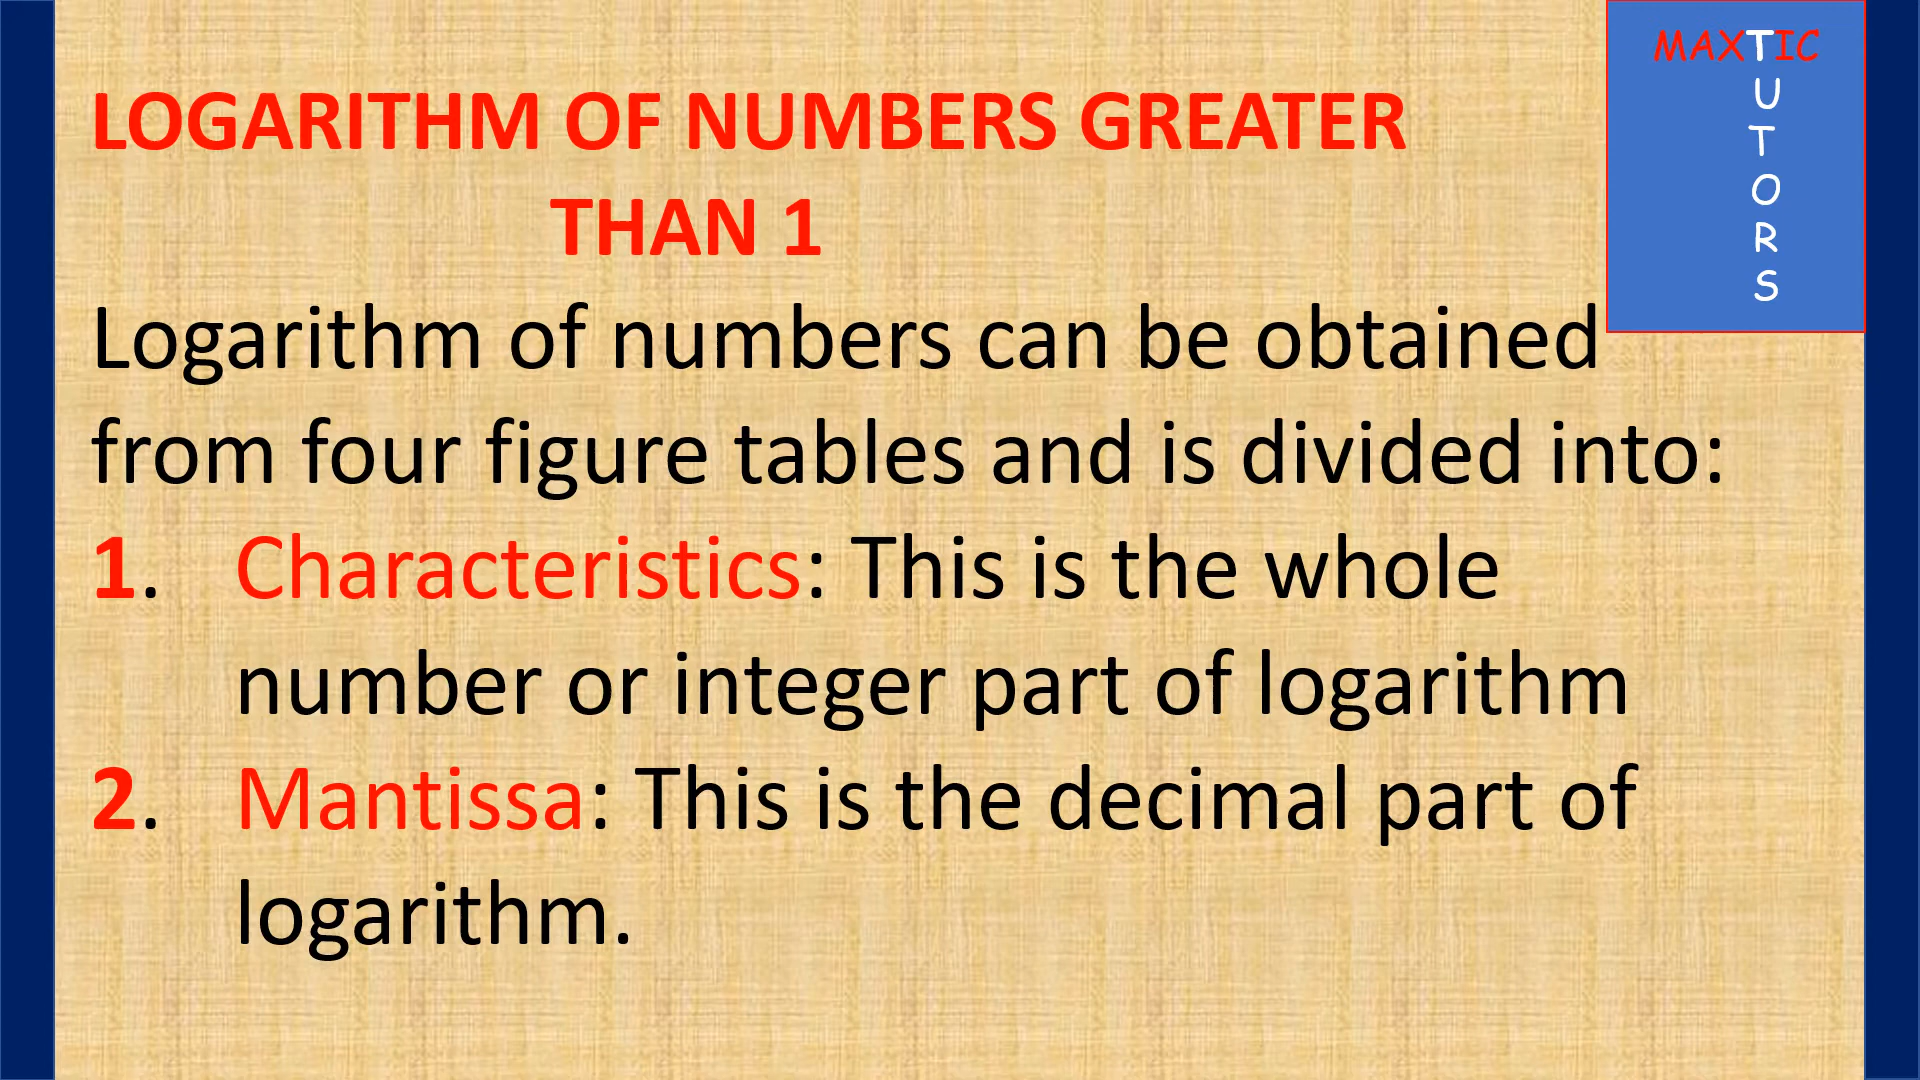 LOGARITHM OF NUMBERS GREATER
THAN 1
Logarithm of numbers can be obtained
from four figure tables and is divided into:
1. Characteristics: This is the whole
number or integer part of logarithm
2. Mantissa: This is the decimal part of
logarithm.
MAXTIC
U
T
O
R
S